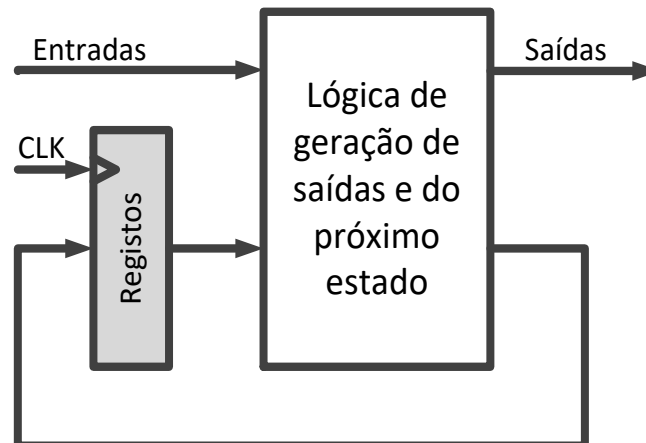 Entradas
Saídas
CLK
Registos
Lógica de
geração de
saídas e do
próximo
estado